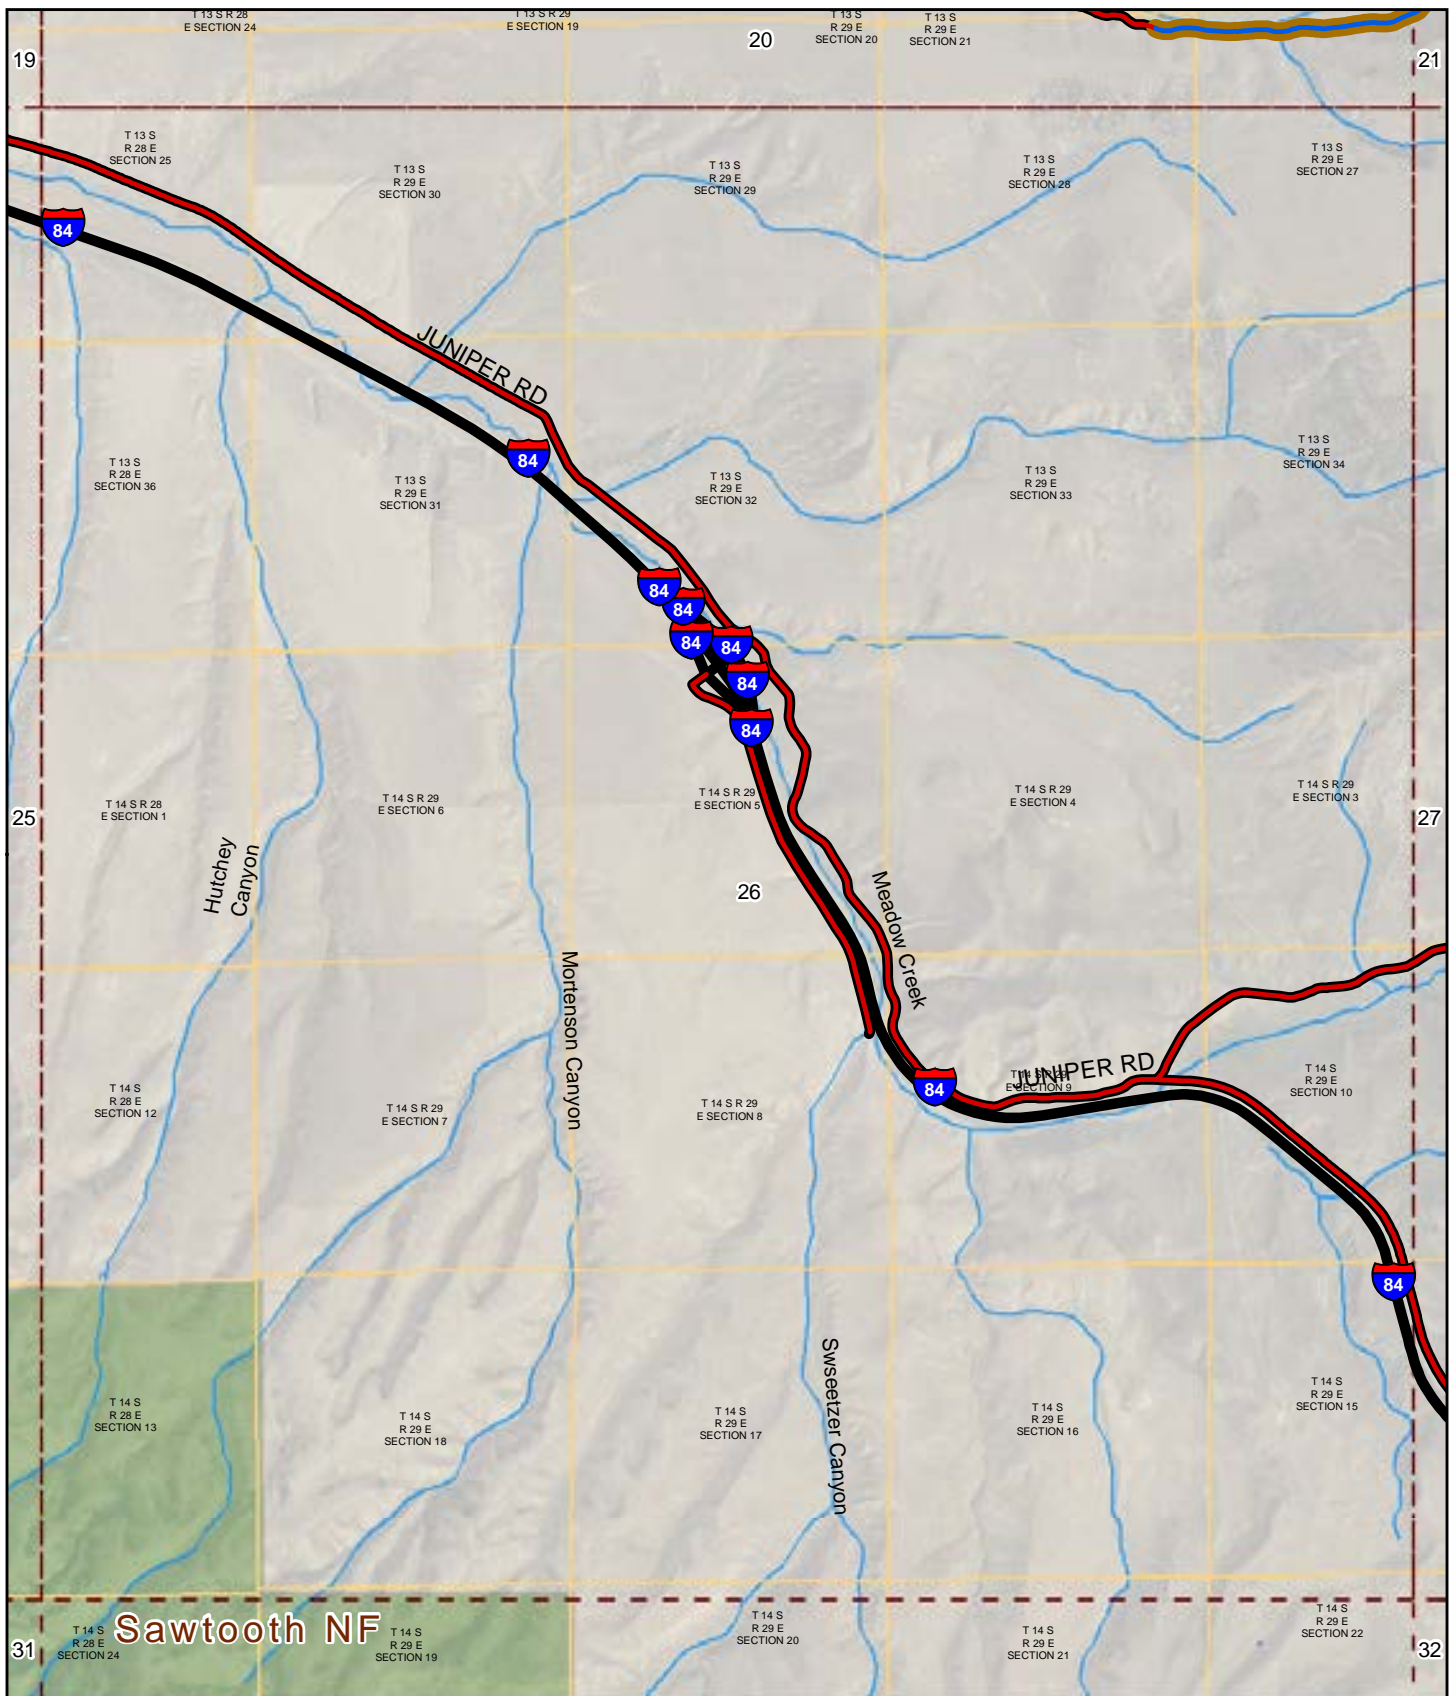 T 13 S R 28
E SECTION 24
T 13 S R 29
E SECTION 19
20
T 13 S
R 29 E
SECTION 20
T 13 S
R 29 E
SECTION 21
19
21
T 13 S
R 28 E
SECTION 25
T 13 S
R 29 E
SECTION 30
T 13 S
R 29 E
SECTION 29
T 13 S
R 29 E
SECTION 28
T 13 S
R 29 E
SECTION 27
84
JUNIPER RD
84
T 13 S
R 28 E
SECTION 36
T 13 S
R 29 E
SECTION 31
T 13 S
R 29 E
SECTION 32
T 13 S
R 29 E
SECTION 33
T 13 S
R 29 E
SECTION 34
84
84
84
84
84
84
T 14 S R 28
E SECTION 1
T 14 S R 29
E SECTION 6
T 14 S R 29
E SECTION 5
T 14 S R 29
E SECTION 4
T 14 S R 29
E SECTION 3
25
27
Hutchey
Canyon
26
Meadow Creek
Mortenson Canyon
T 14 S
R 28 E
SECTION 12
T 14 S R 29
E SECTION 7
T 14 S R 29
E SECTION 8
84
JUNIPER RD
T 14 S R 29
E SECTION 9
T 14 S
R 29 E
SECTION 10
84
T 14 S
R 28 E
SECTION 13
T 14 S
R 29 E
SECTION 18
T 14 S
R 29 E
SECTION 17
Swseetzer Canyon
T 14 S
R 29 E
SECTION 16
T 14 S
R 29 E
SECTION 15
31
T 14 S
R 28 E
SECTION 24
Sawtooth NF
T 14 S
R 29 E
SECTION 19
T 14 S
R 29 E
SECTION 20
T 14 S
R 29 E
SECTION 21
T 14 S
R 29 E
SECTION 22
32